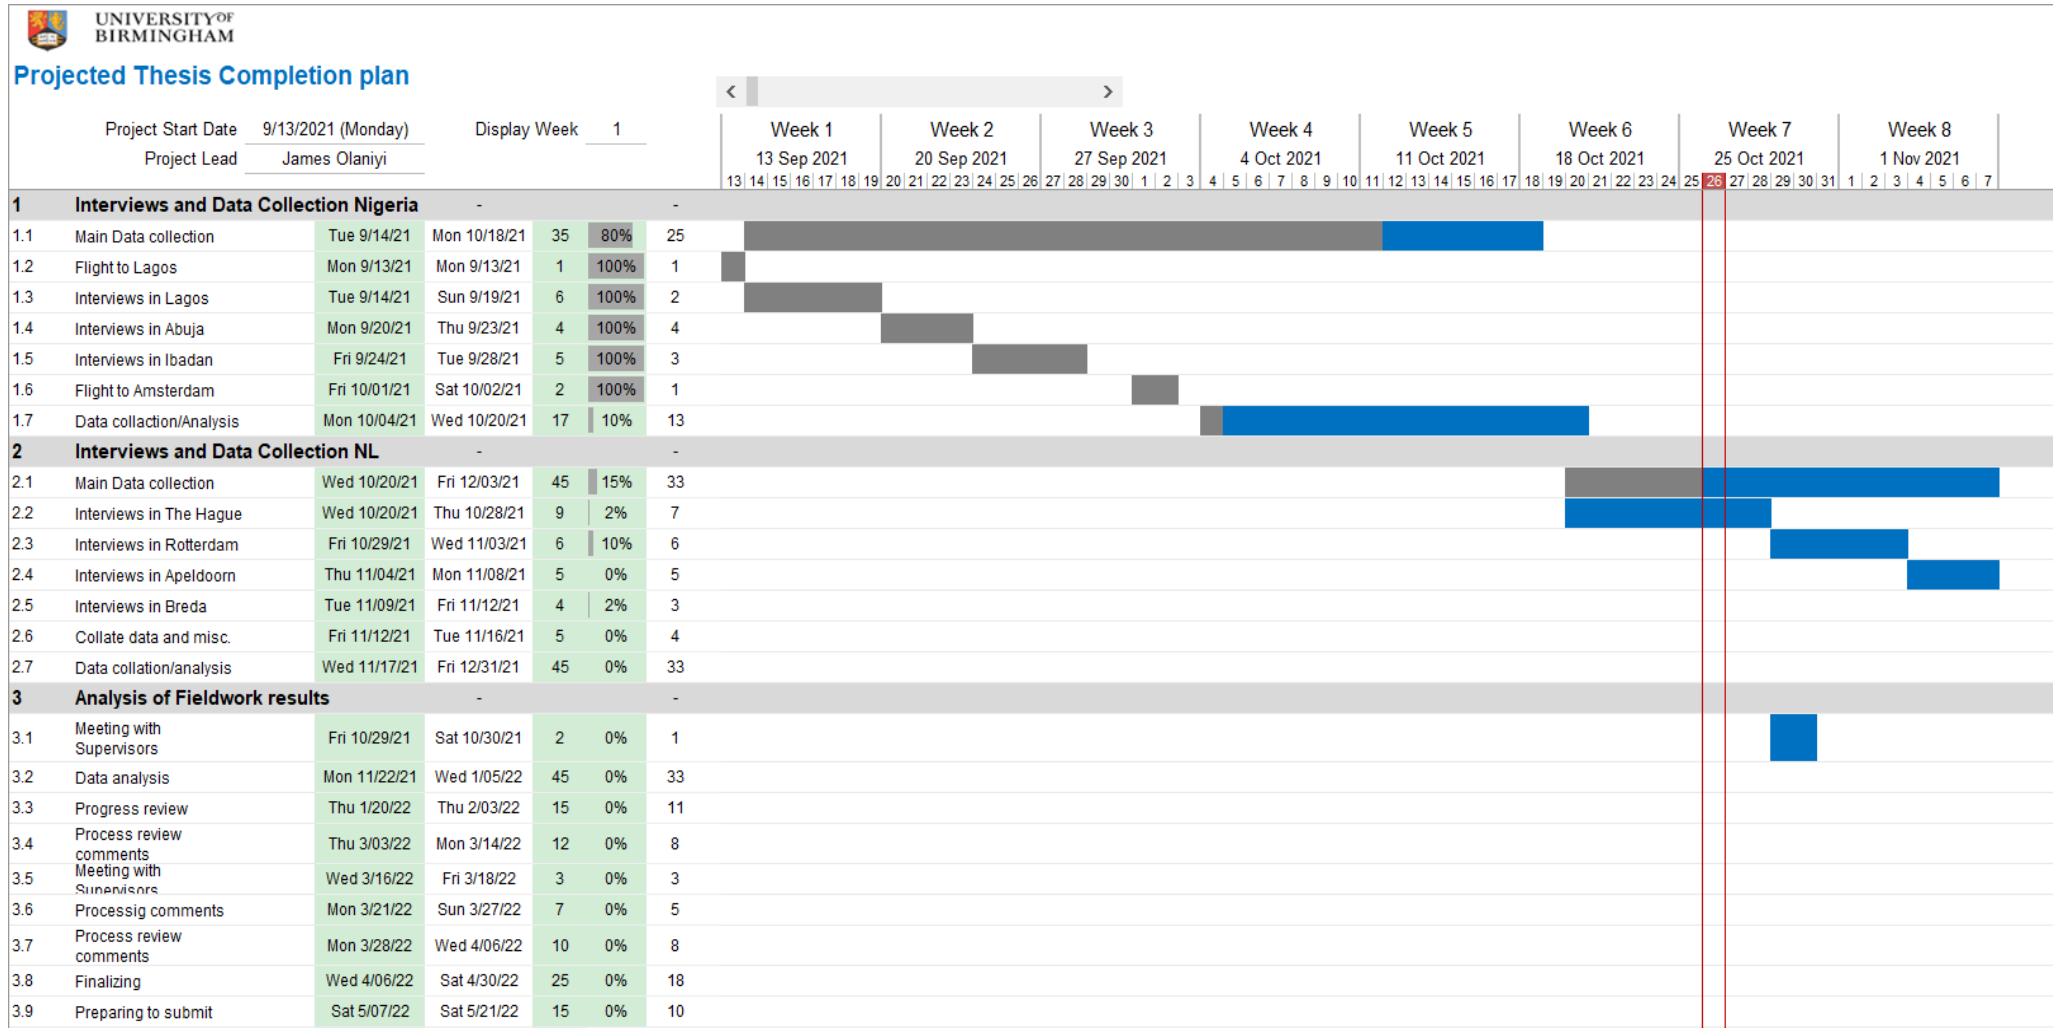 UNIVERSITY OF
BIRMINGHAM
Projected Thesis Completion plan
Project Start Date 9/13/2021 (Monday) Display Week 1
Project Lead James Olaniyi
Week 1 Week 2 Week 3 Week 4 Week 5 Week 6 Week 7 Week 8
13 Sep 2021 20 Sep 2021 27 Sep 2021 4 Oct 2021 11 Oct 2021 18 Oct 2021 25 Oct 2021 1 Nov 2021
13 14 15 16 17 18 19 20 21 22 23 24 25 26 27 28 29 30 1 2 3 4 5 6 7 8 9 10 11 12 13 14 15 16 17 18 19 20 21 22 23 24 25 26 27 28 29 30 31 1 2 3 4 5 6 7
1 Interviews and Data Collection Nigeria - -
1.1 Main Data collection Tue 9/14/21 Mon 10/18/21 35 80% 25
1.2 Flight to Lagos Mon 9/13/21 Mon 9/13/21 1 100% 1
1.3 Interviews in Lagos Tue 9/14/21 Sun 9/19/21 6 100% 2
1.4 Interviews in Abuja Mon 9/20/21 Thu 9/23/21 4 100% 4
1.5 Interviews in Ibadan Fri 9/24/21 Tue 9/28/21 5 100% 3
1.6 Flight to Amsterdam Fri 10/01/21 Sat 10/02/21 2 100% 1
1.7 Data collaction/Analysis Mon 10/04/21 Wed 10/20/21 17 10% 13
2 Interviews and Data Collection NL - -
2.1 Main Data collection Wed 10/20/21 Fri 12/03/21 45 15% 33
2.2 Interviews in The Hague Wed 10/20/21 Thu 10/28/21 9 2% 7
2.3 Interviews in Rotterdam Fri 10/29/21 Wed 11/03/21 6 10% 6
2.4 Interviews in Apeldoorn Thu 11/04/21 Mon 11/08/21 5 0% 5
2.5 Interviews in Breda Tue 11/09/21 Fri 11/12/21 4 2% 3
2.6 Collate data and misc. Fri 11/12/21 Tue 11/16/21 5 0% 4
2.7 Data collation/analysis Wed 11/17/21 Fri 12/31/21 45 0% 33
3 Analysis of Fieldwork results - -
3.1 Meeting with
Supervisors Fri 10/29/21 Sat 10/30/21 2 0% 1
3.2 Data analysis Mon 11/22/21 Wed 1/05/22 45 0% 33
3.3 Progress review Thu 1/20/22 Thu 2/03/22 15 0% 11
3.4 Process review
comments Thu 3/03/22 Mon 3/14/22 12 0% 8
3.5 Meeting with
Supervisors Wed 3/16/22 Fri 3/18/22 3 0% 3
3.6 Processig comments Mon 3/21/22 Sun 3/27/22 7 0% 5
3.7 Process review
comments Mon 3/28/22 Wed 4/06/22 10 0% 8
3.8 Finalizing Wed 4/06/22 Sat 4/30/22 25 0% 18
3.9 Preparing to submit Sat 5/07/22 Sat 5/21/22 15 0% 10